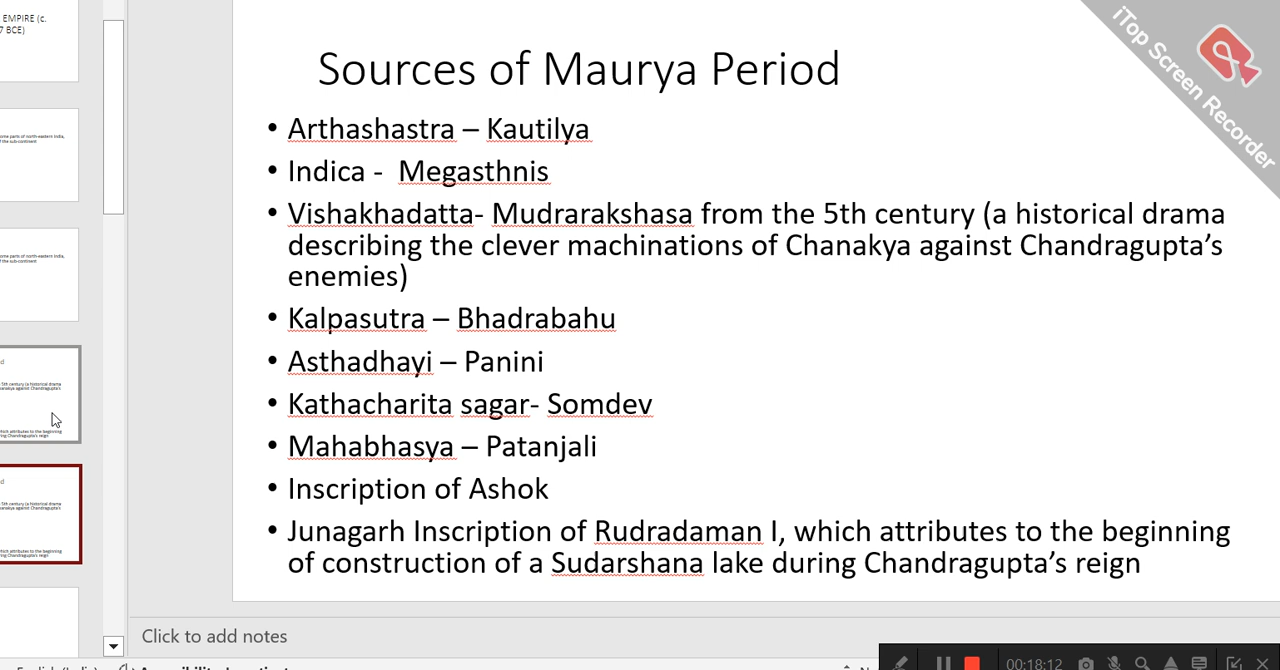 EMPIRE (c.
7 BCE)
Sources of Maurya Period
• Arthashastra – Kautilya
• Indica - Megasthnis
• Vishakhadatta- Mudrarakshasa from the 5th century (a historical drama
describing the clever machinations of Chanakya against Chandragupta’s
enemies)
• Kalpasutra – Bhadrabahu
• Asthadhayi – Panini
• Kathacharita sagar- Somdev
• Mahabhasya – Patanjali
• Inscription of Ashok
• Junagarh Inscription of Rudradaman I, which attributes to the beginning
of construction of a Sudarshana lake during Chandragupta’s reign
iTop Screen Recorder
Click to add notes
00:18:12